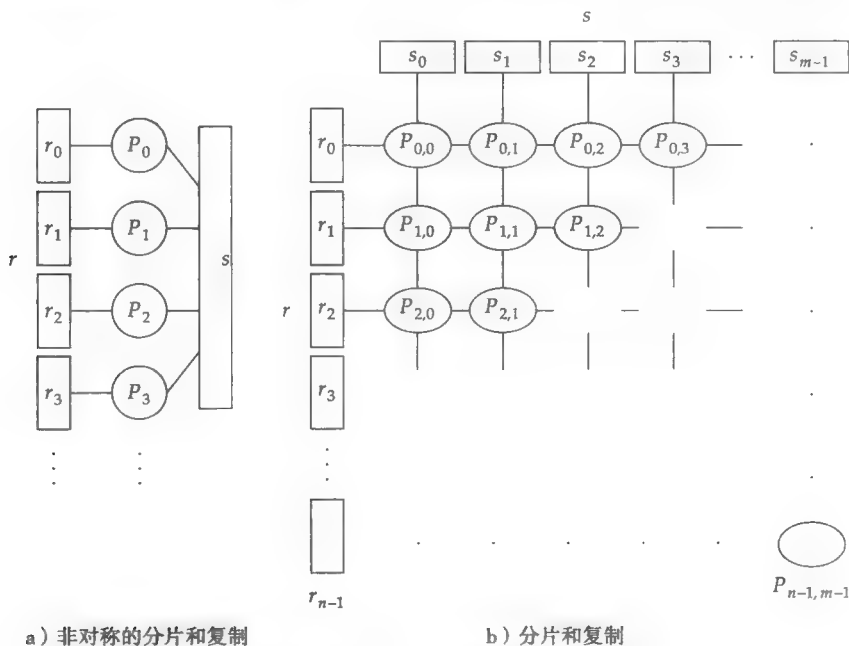 s
s₀ s₁ s₂ s₃ ··· sₘ₋₁
r₀ P₀ r₀ P₀,₀ P₀,₁ P₀,₂ P₀,₃
r r₁ P₁ s r₁ P₁,₀ P₁,₁ P₁,₂
r₂ P₂ r r₂ P₂,₀ P₂,₁
r₃ P₃ r₃
rₙ₋₁ Pₙ₋₁,ₘ₋₁
a）非对称的分片和复制 b）分片和复制